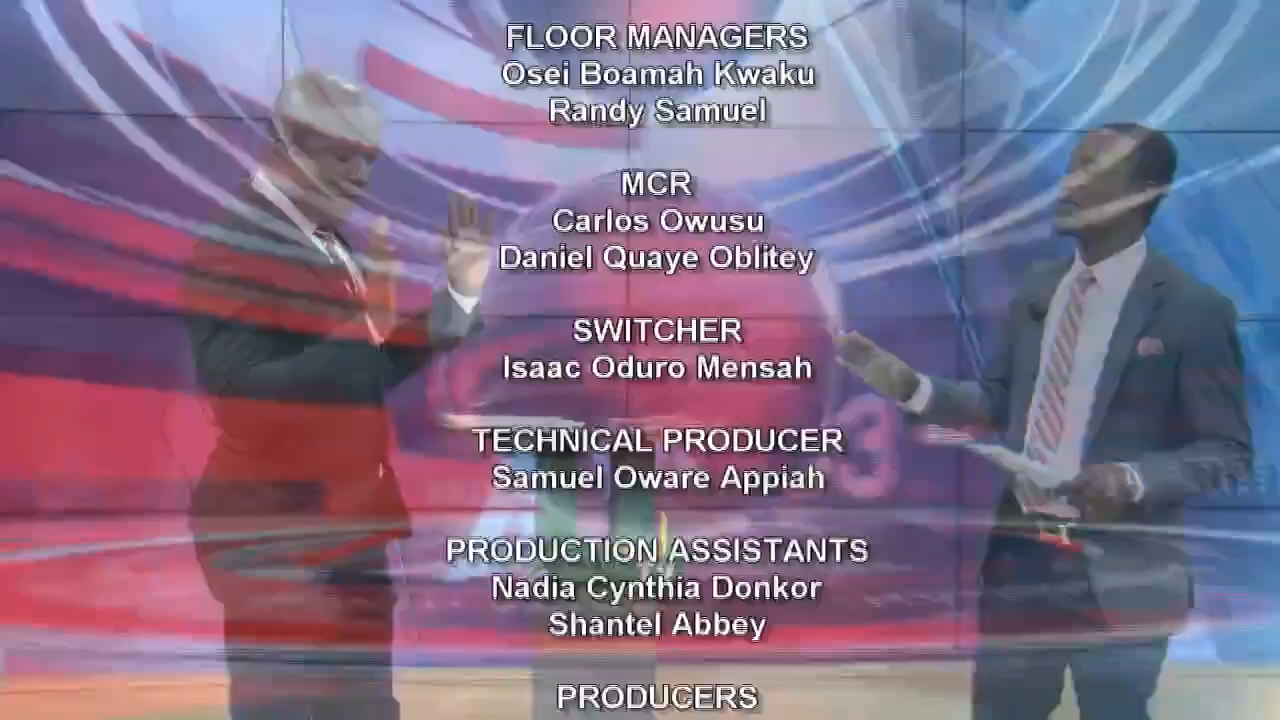 FLOOR MANAGERS
Osei Boamah Kwaku
Randy Samuel
MCR
Carlos Owusu
Daniel Quaye Oblitey
SWITCHER
Isaac Oduro Mensah
TECHNICAL PRODUCER
Samuel Oware Appiah
PRODUCTION ASSISTANTS
Nadia Cynthia Donkor
Shantel Abbey
PRODUCERS
3